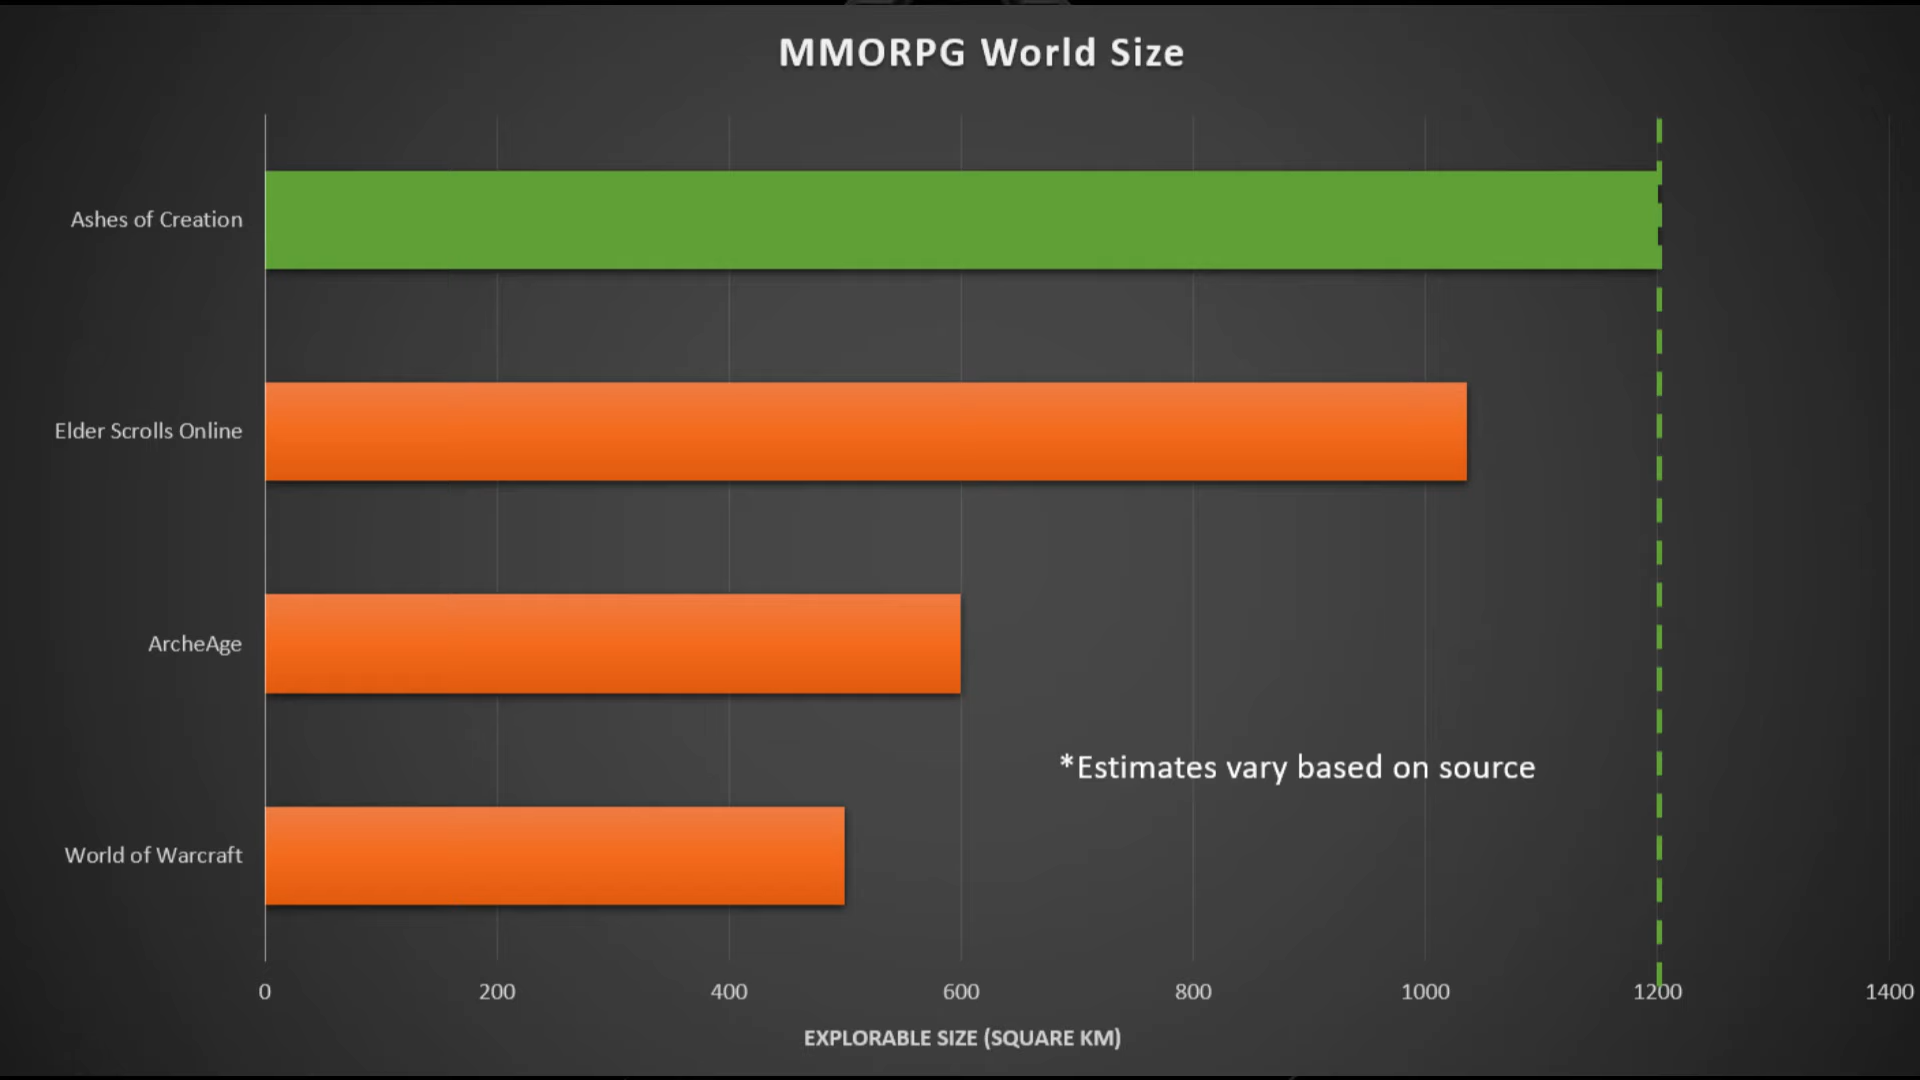 MMORPG World Size
Ashes of Creation
Elder Scrolls Online
ArcheAge
*Estimates vary based on source
World of Warcraft
0 200 400 600 800 1000 1200 1400
EXPLORABLE SIZE (SQUARE KM)